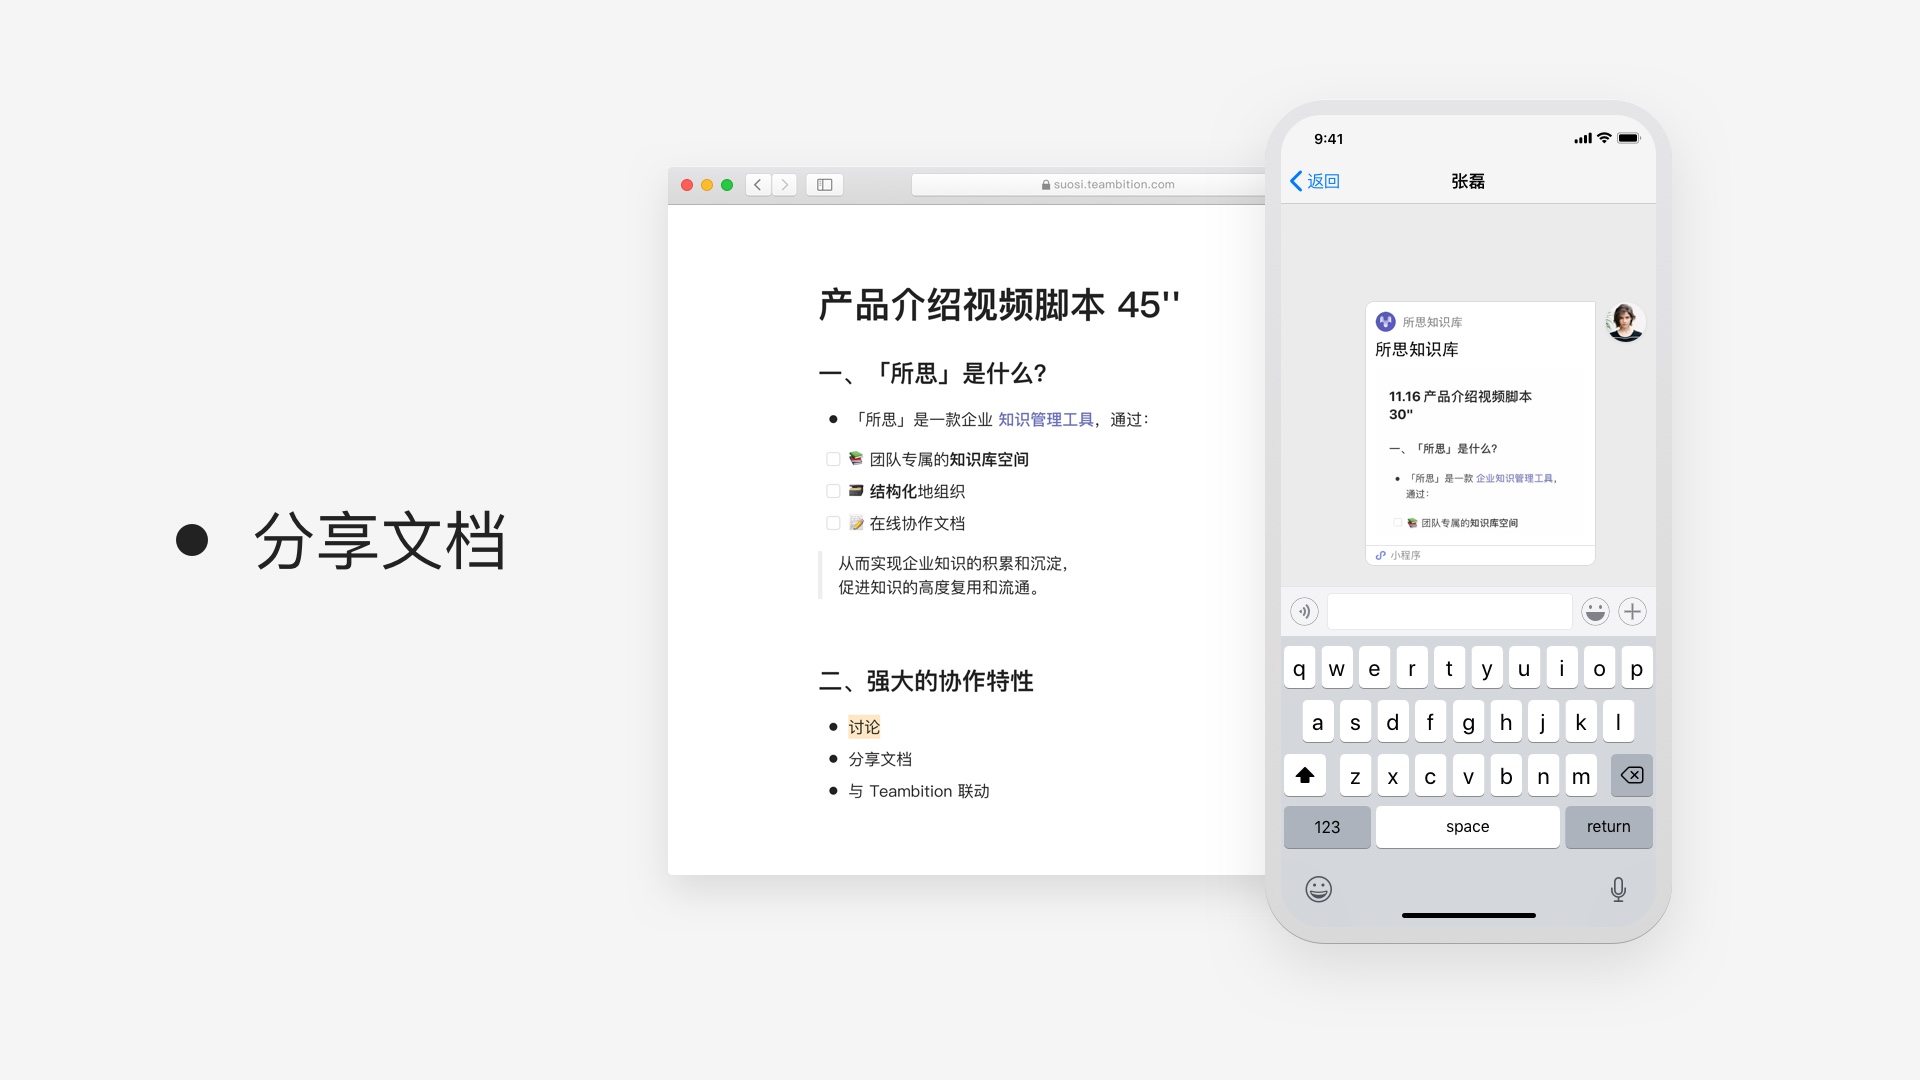 分享文档
suosi.teambition.com
产品介绍视频脚本 45''
一、「所思」是什么?
「所思」是一款企业 知识管理工具，通过：
团队专属的知识库空间
结构化地组织
在线协作文档
从而实现企业知识的积累和沉淀，
促进知识的高度复用和流通。
二、强大的协作特性
讨论
分享文档
与 Teambition 联动
9:41
返回
张磊
所思知识库
所思知识库
11.16 产品介绍视频脚本
30"
一、「所思」是什么?
「所思」是一款 企业知识管理工具，
通过：
团队专属的知识库空间
小程序
q w e r t y u i o p
a s d f g h j k l
z x c v b n m
123 space return